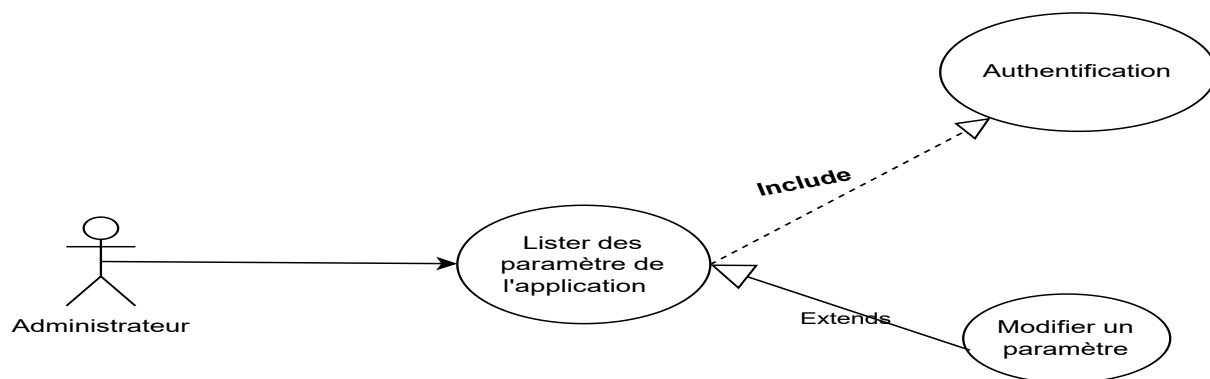 Authentification
Include
Lister des
paramètre de
l'application
Administrateur
Extends
Modifier un
paramètre